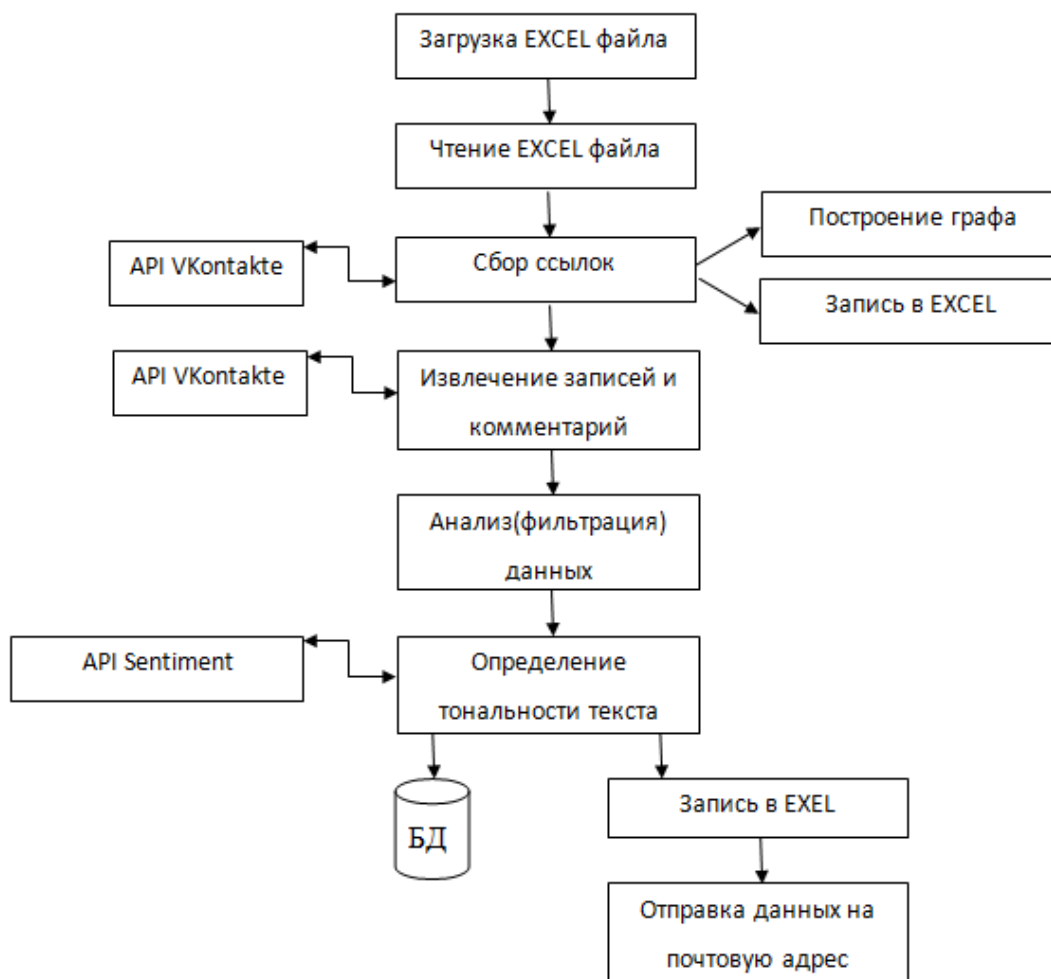 Загрузка EXCEL файла
Чтение EXCEL файла
Построение графа
API VKontakte
Сбор ссылок
Запись в EXCEL
API VKontakte
Извлечение записей и
комментарий
Анализ(фильтрация)
данных
API Sentiment
Определение
тональности текста
БД
Запись в EXEL
Отправка данных на
почтовую адрес